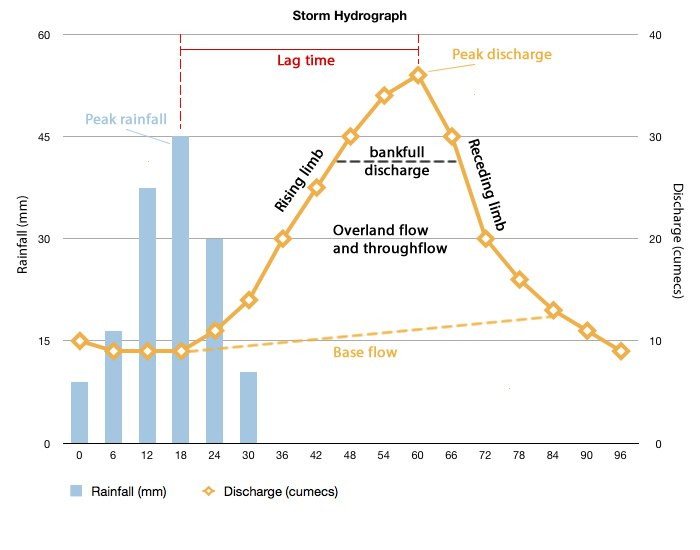 Storm Hydrograph
60
40
Lag time
Peak discharge
Peak rainfall
45
30
bankfull
discharge
Rising limb
Receding limb
Rainfall (mm)
Discharge (cumecs)
30
20
Overland flow
and throughflow
15
10
Base flow
0
0
0 6 12 18 24 30 36 42 48 54 60 66 72 78 84 90 96
Rainfall (mm) Discharge (cumecs)